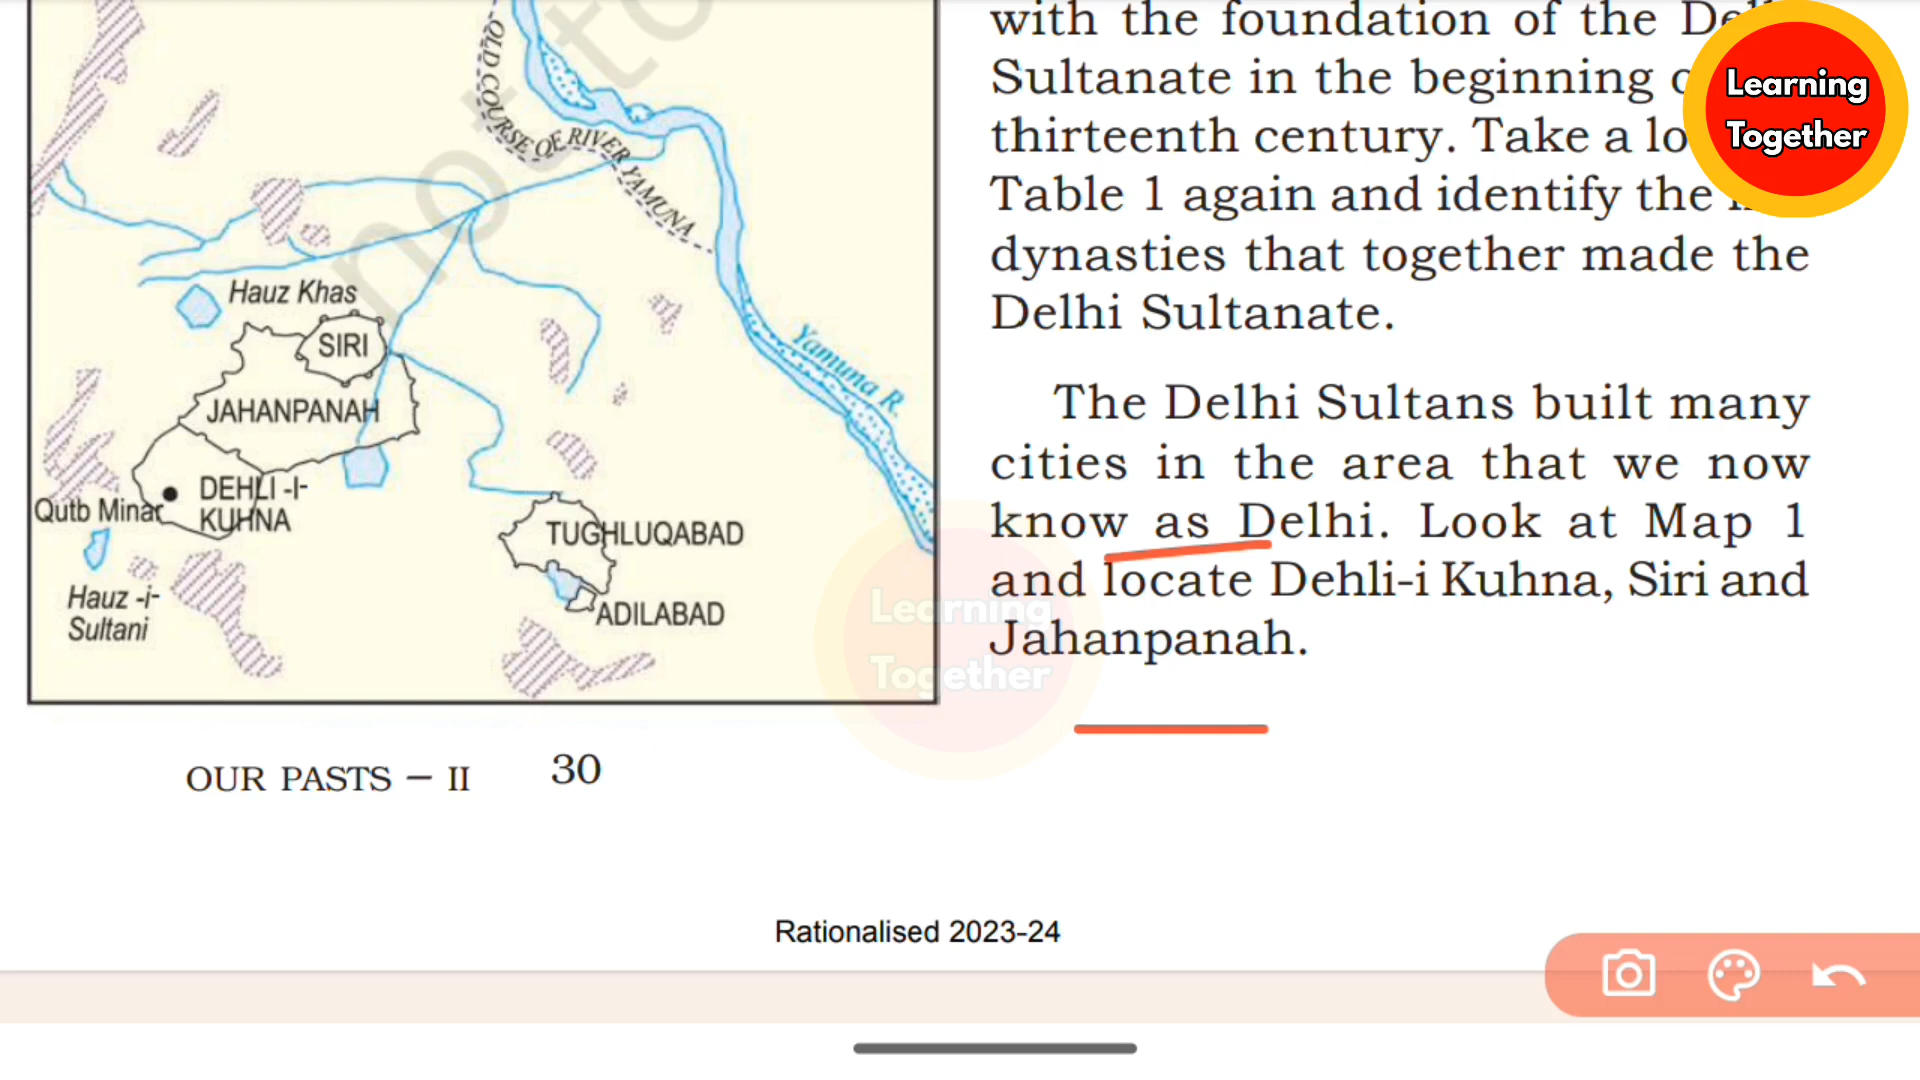 OLD COURSE OF RIVER YAMUNA
not to
Hauz Khas
SIRI
JAHANPANAH
DEHLI -I-
KUHNA
Qutb Minar
Hauz -i-
Sultani
TUGHLUQABAD
ADILABAD
Yamuna R.
with the foundation of the
Sultanate in the beginning
thirteenth century. Take a
Table 1 again and identify the
dynasties that together made the
Delhi Sultanate.
The Delhi Sultans built many
cities in the area that we now
know as Delhi. Look at Map 1
and locate Dehli-i Kuhna, Siri and
Jahanpanah.
Learning
Together
Learning
Together
OUR PASTS – II 30
Rationalised 2023-24